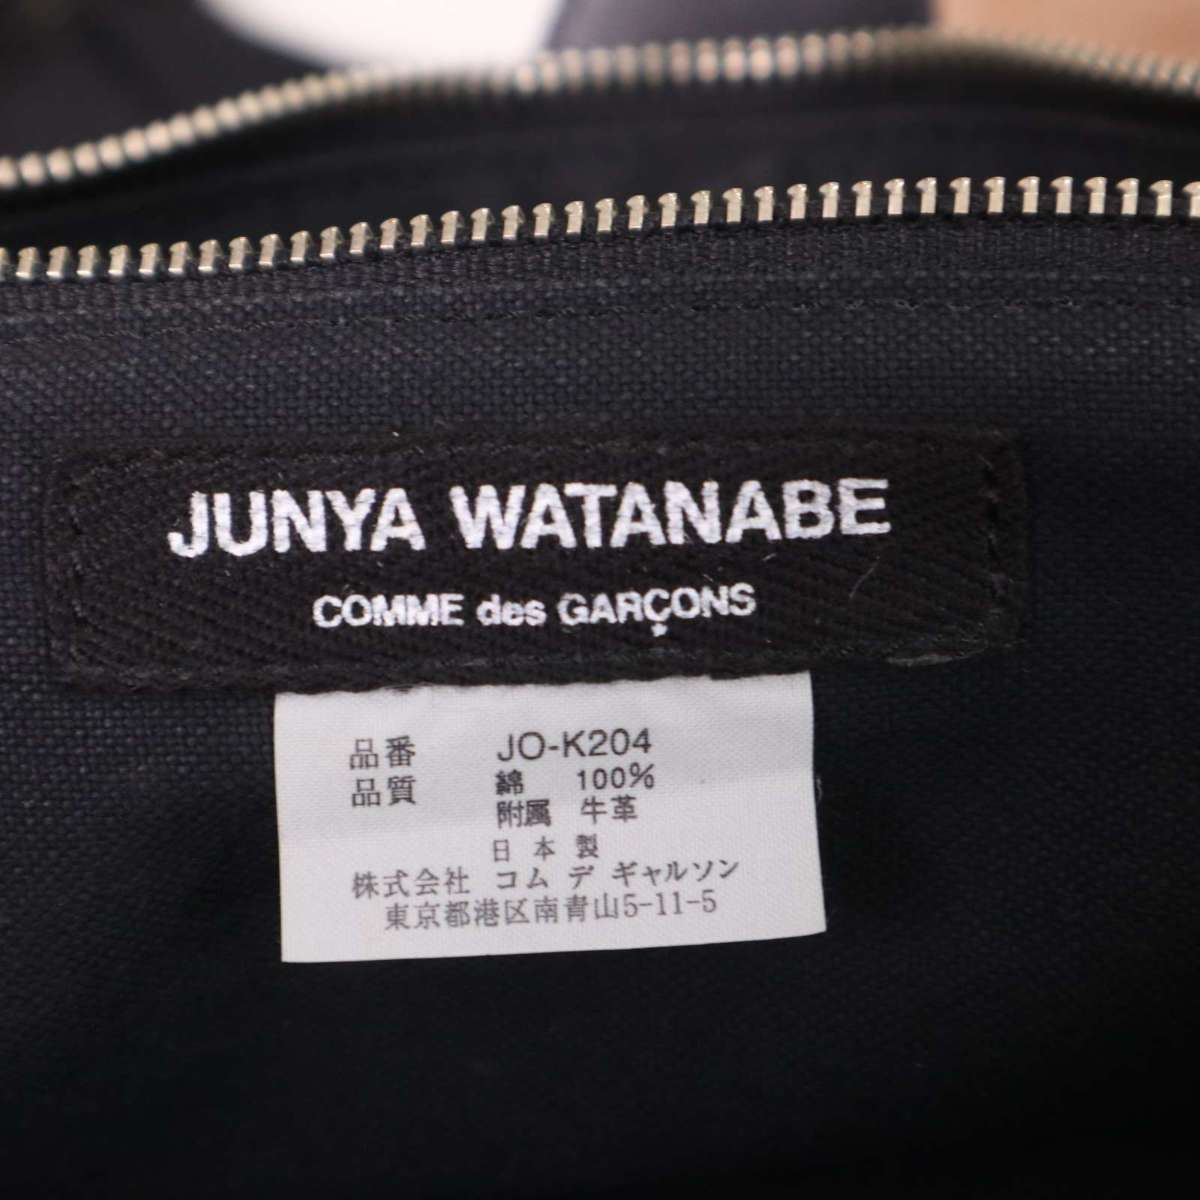 JUNYA WATANABE
COMME des GARÇONS
品番 JO-K204
品質 綿 100%
附属 牛革
日本製
株式会社 コム デ ギャルソン
東京都港区南青山5-11-5